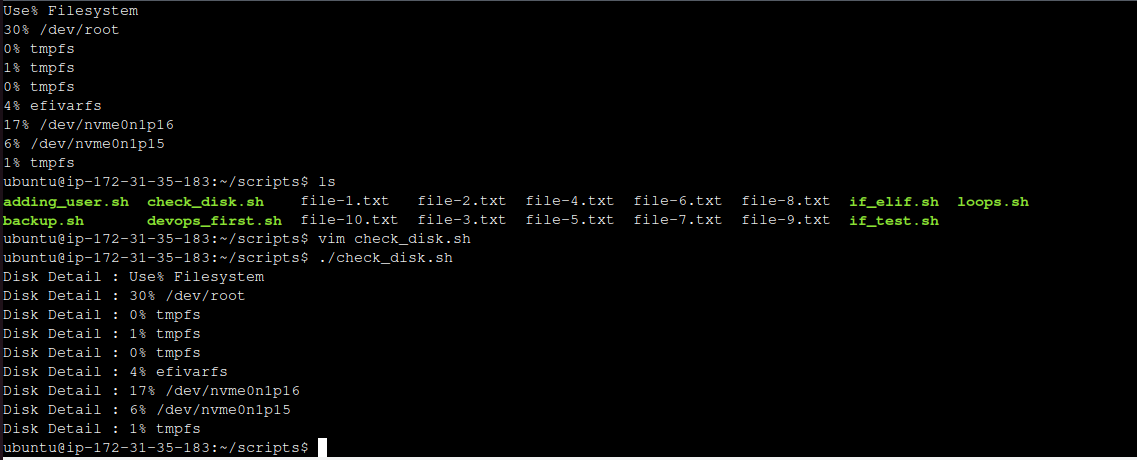 Use% Filesystem
30% /dev/root
0% tmpfs
1% tmpfs
0% tmpfs
4% efivarfs
17% /dev/nvme0n1p16
6% /dev/nvme0n1p15
1% tmpfs
ubuntu@ip-172-31-35-183:~/scripts$ ls
adding_user.sh  check_disk.sh    file-1.txt   file-2.txt  file-4.txt  file-6.txt  file-8.txt  if_elif.sh  loops.sh
backup.sh       devops_first.sh  file-10.txt  file-3.txt  file-5.txt  file-7.txt  file-9.txt  if_test.sh
ubuntu@ip-172-31-35-183:~/scripts$ vim check_disk.sh
ubuntu@ip-172-31-35-183:~/scripts$ ./check_disk.sh
Disk Detail : Use% Filesystem
Disk Detail : 30% /dev/root
Disk Detail : 0% tmpfs
Disk Detail : 1% tmpfs
Disk Detail : 0% tmpfs
Disk Detail : 4% efivarfs
Disk Detail : 17% /dev/nvme0n1p16
Disk Detail : 6% /dev/nvme0n1p15
Disk Detail : 1% tmpfs
ubuntu@ip-172-31-35-183:~/scripts$